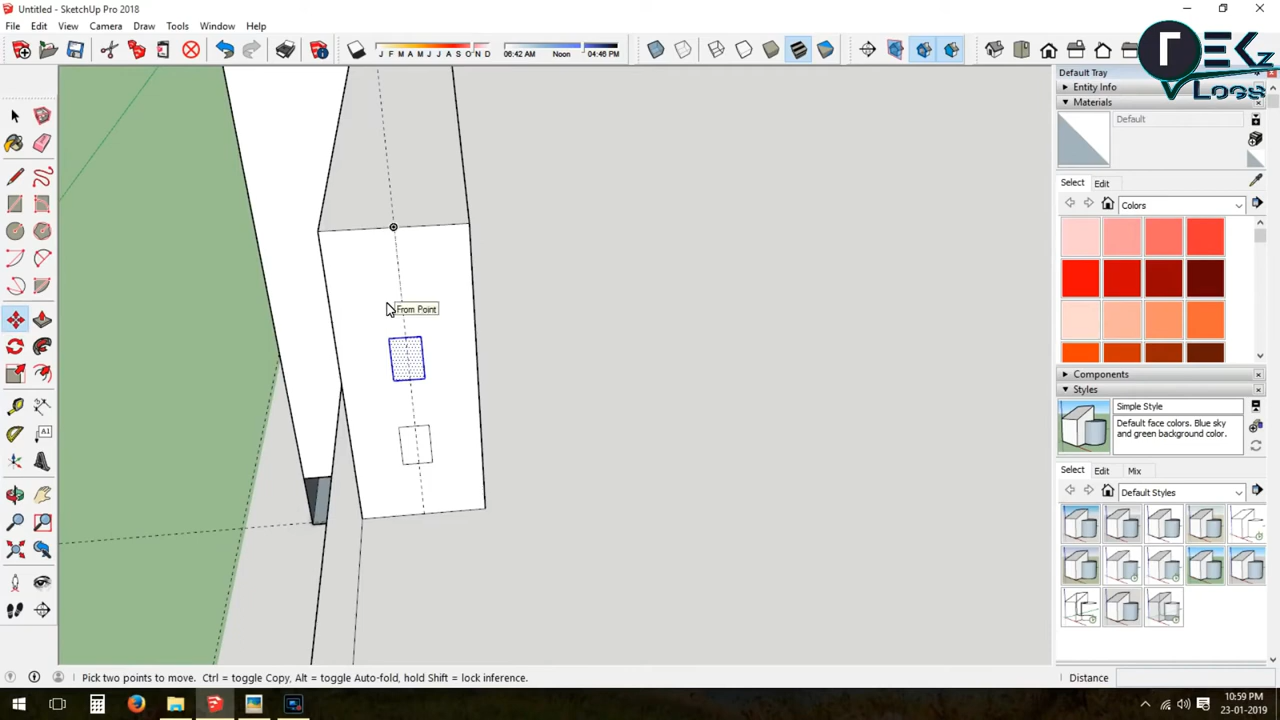 Untitled - SketchUp Pro 2018
File Edit View Camera Draw Tools Window Help
J F M A M J J A S O N D 06:42 AM Noon 04:46 PM
TEKz
VLogs
Default Tray
Entity Info
Materials
Default
Select Edit
Colors
From Point
Components
Styles
Simple Style
Default face colors. Blue sky and green background color.
Select Edit Mix
Default Styles
A1
Pick two points to move. Ctrl = toggle Copy, Alt = toggle Auto-fold, hold Shift = lock inference.
Distance
10:59 PM
23-01-2019